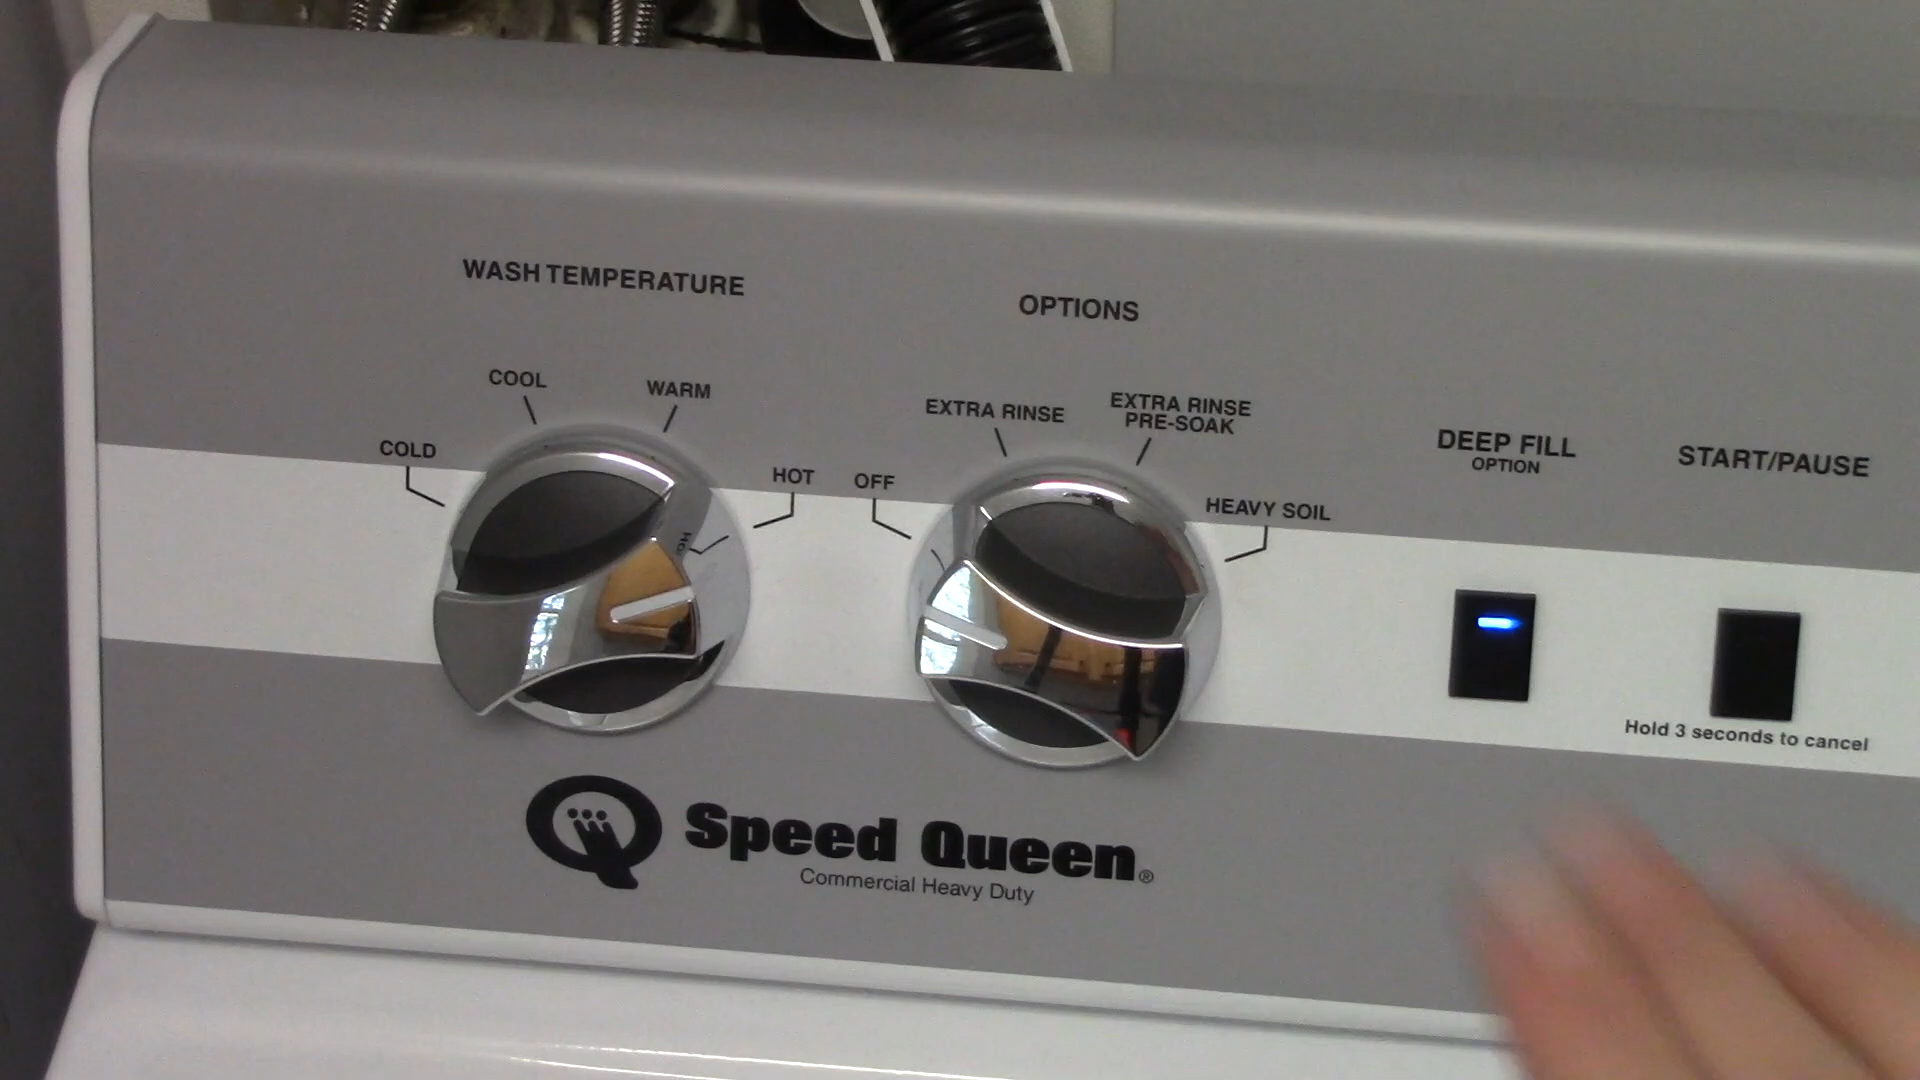 WASH TEMPERATURE
COLD
COOL
WARM
HOT
OPTIONS
OFF
EXTRA RINSE
EXTRA RINSE
PRE-SOAK
HEAVY SOIL
DEEP FILL
OPTION
START/PAUSE
Hold 3 seconds to cancel
Speed Queen®
Commercial Heavy Duty